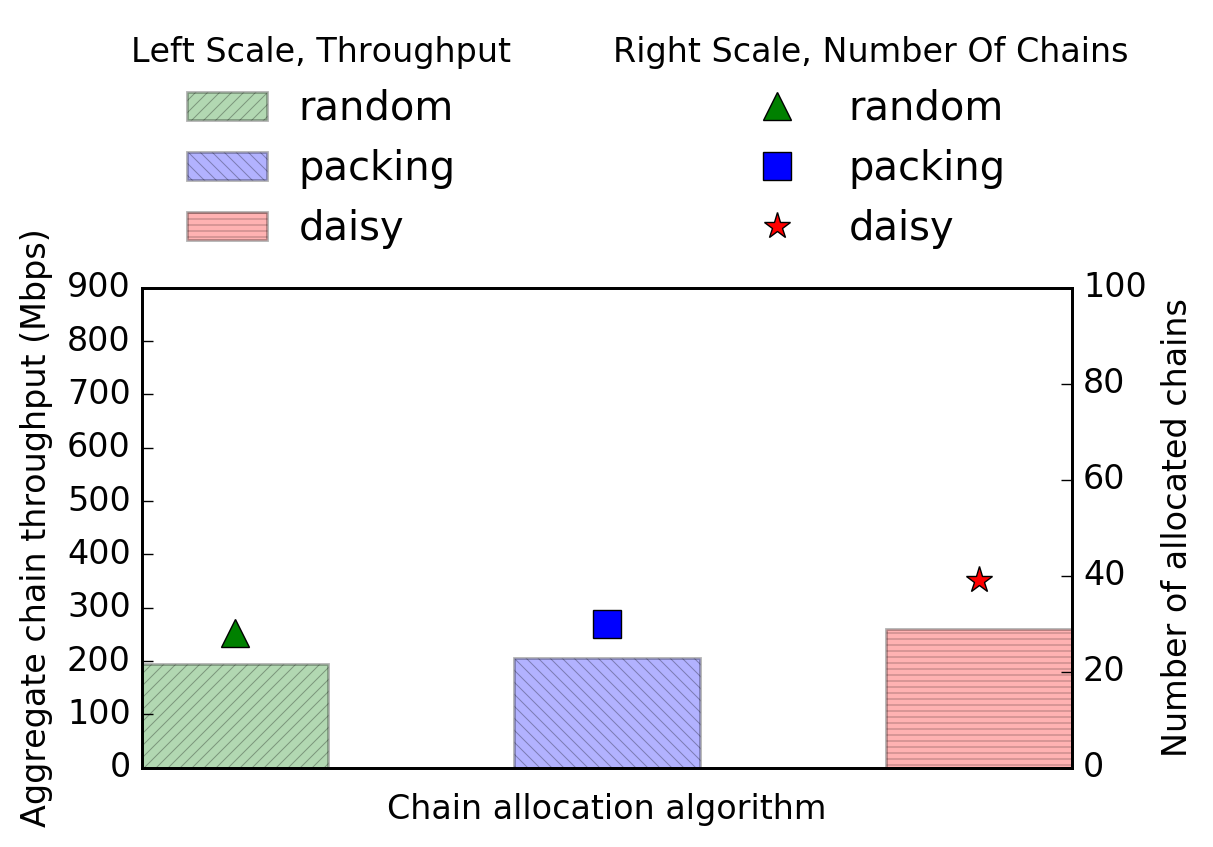 Left Scale, Throughput
random
packing
daisy
Right Scale, Number Of Chains
random
packing
daisy
Aggregate chain throughput (Mbps)
900
800
700
600
500
400
300
200
100
0
100
80
60
40
20
0
Number of allocated chains
Chain allocation algorithm